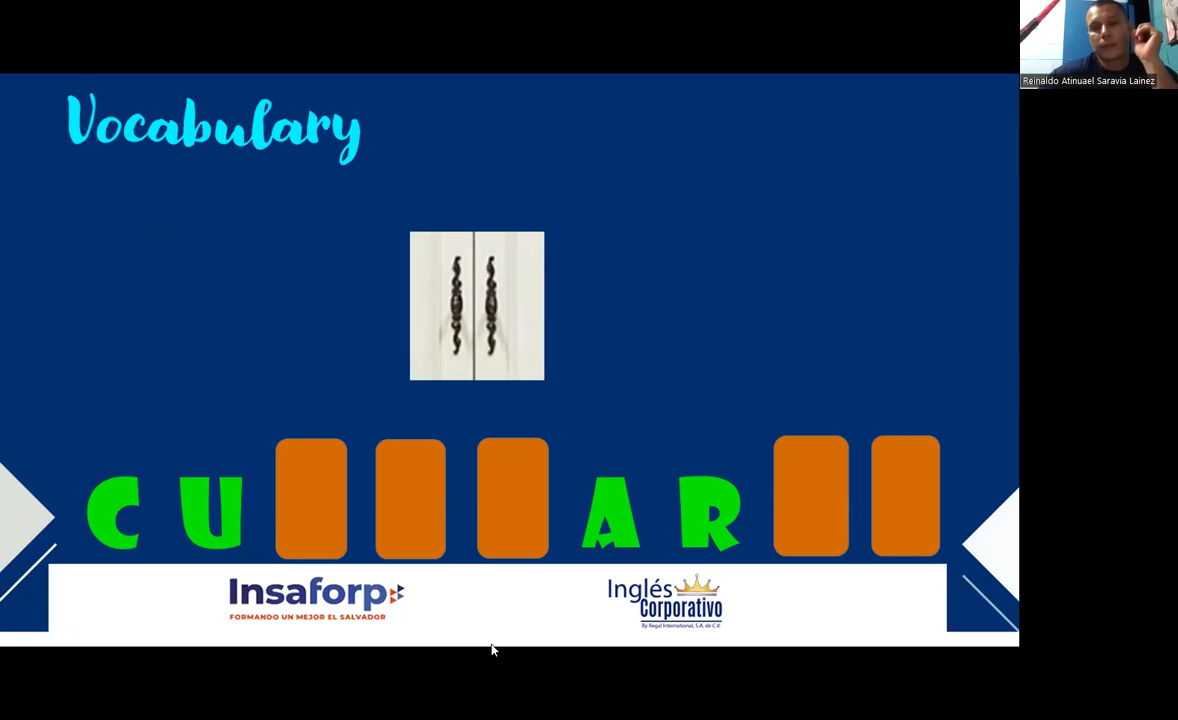 Reinaldo Atinuael Saravia Lainez
Vocabulary
C U A R
Insaforp
FORMANDO UN MEJOR EL SALVADOR
Inglés
Corporativo
By Regal International, S.A. de C.V.